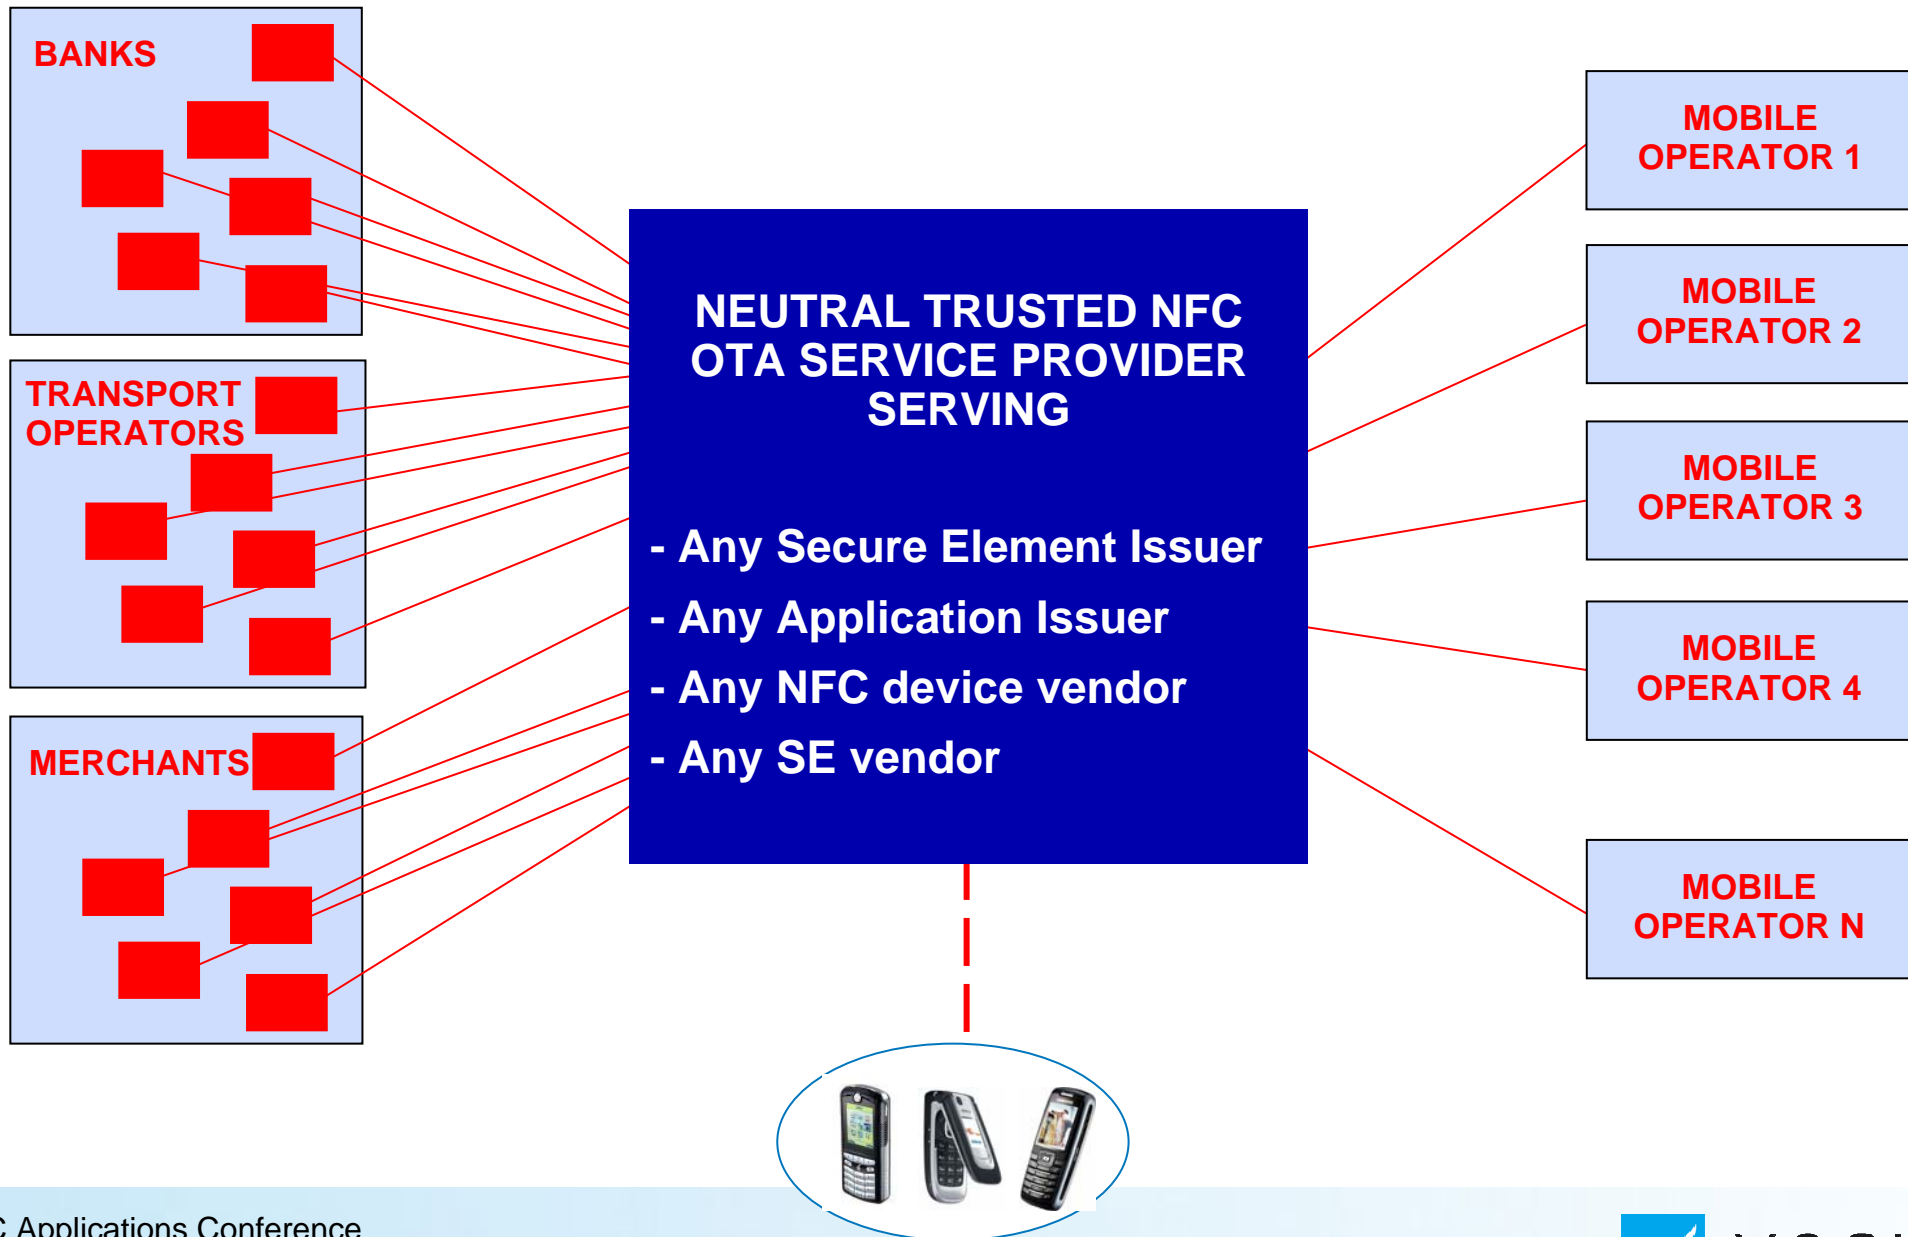 BANKS
TRANSPORT
OPERATORS
MERCHANTS
NEUTRAL TRUSTED NFC
OTA SERVICE PROVIDER
SERVING
- Any Secure Element Issuer
- Any Application Issuer
- Any NFC device vendor
- Any SE vendor
MOBILE
OPERATOR 1
MOBILE
OPERATOR 2
MOBILE
OPERATOR 3
MOBILE
OPERATOR 4
MOBILE
OPERATOR N
C Applications Conference